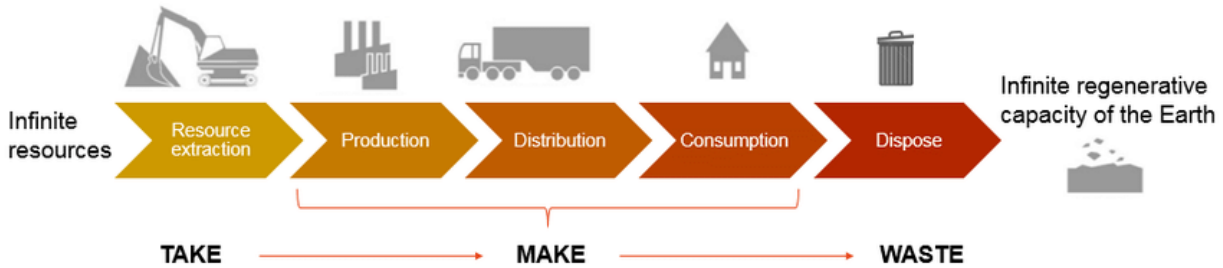 Infinite
resources
Resource
extraction
Production
Distribution
Consumption
Dispose
Infinite regenerative
capacity of the Earth
TAKE
MAKE
WASTE